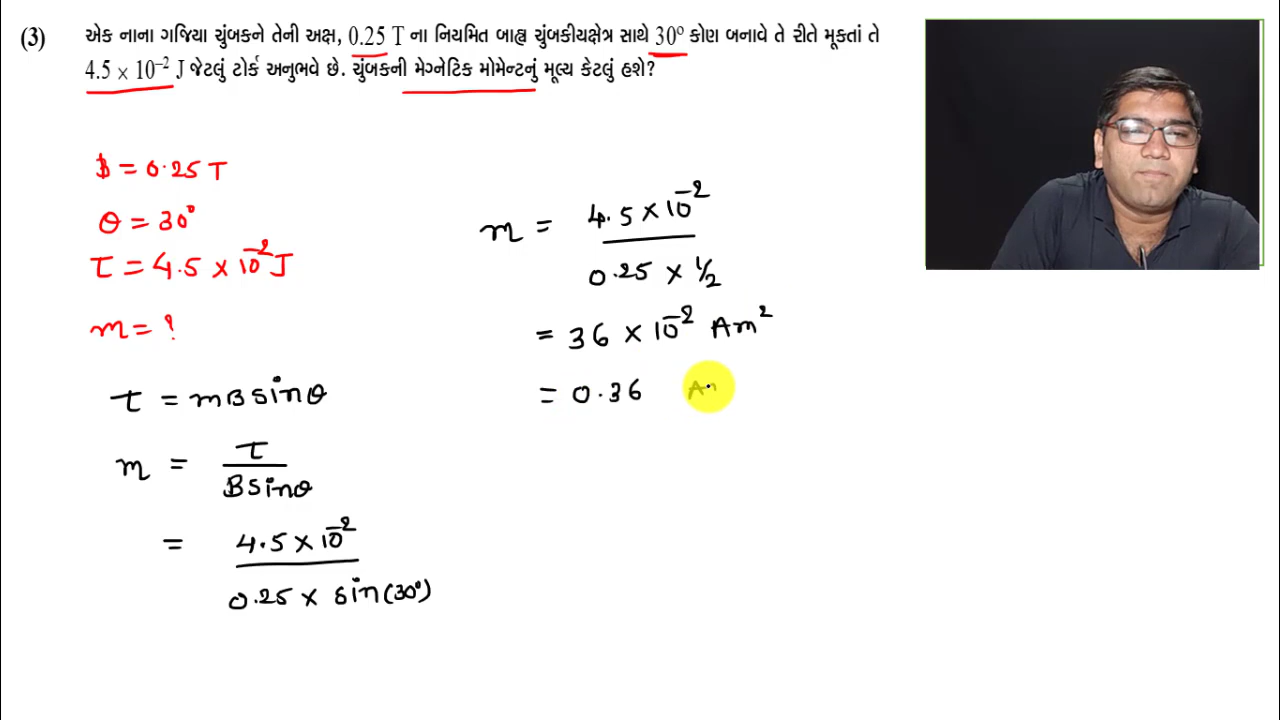 (3) એક નાના ગજિયા ચુંબકને તેની અક્ષ, 0.25 T ના નિયમિત બાહ્ય ચુંબકીયક્ષેત્ર સાથે 30° કોણ બનાવે તે રીતે મૂકતાં તે
4.5 × 10⁻² J જેટલું ટોર્ક અનુભવે છે. ચુંબકની મેગ્નેટિક મોમેન્ટનું મૂલ્ય કેટલું હશે?
B = 0.25 T
θ = 30°
τ = 4.5 × 10⁻² J
m = ?
τ = mB sinθ
m = τ / B sinθ
= 4.5 × 10⁻² / 0.25 × sin(30°)
m = 4.5 × 10⁻² / 0.25 × 1/2
= 36 × 10⁻² Am²
= 0.36 Am